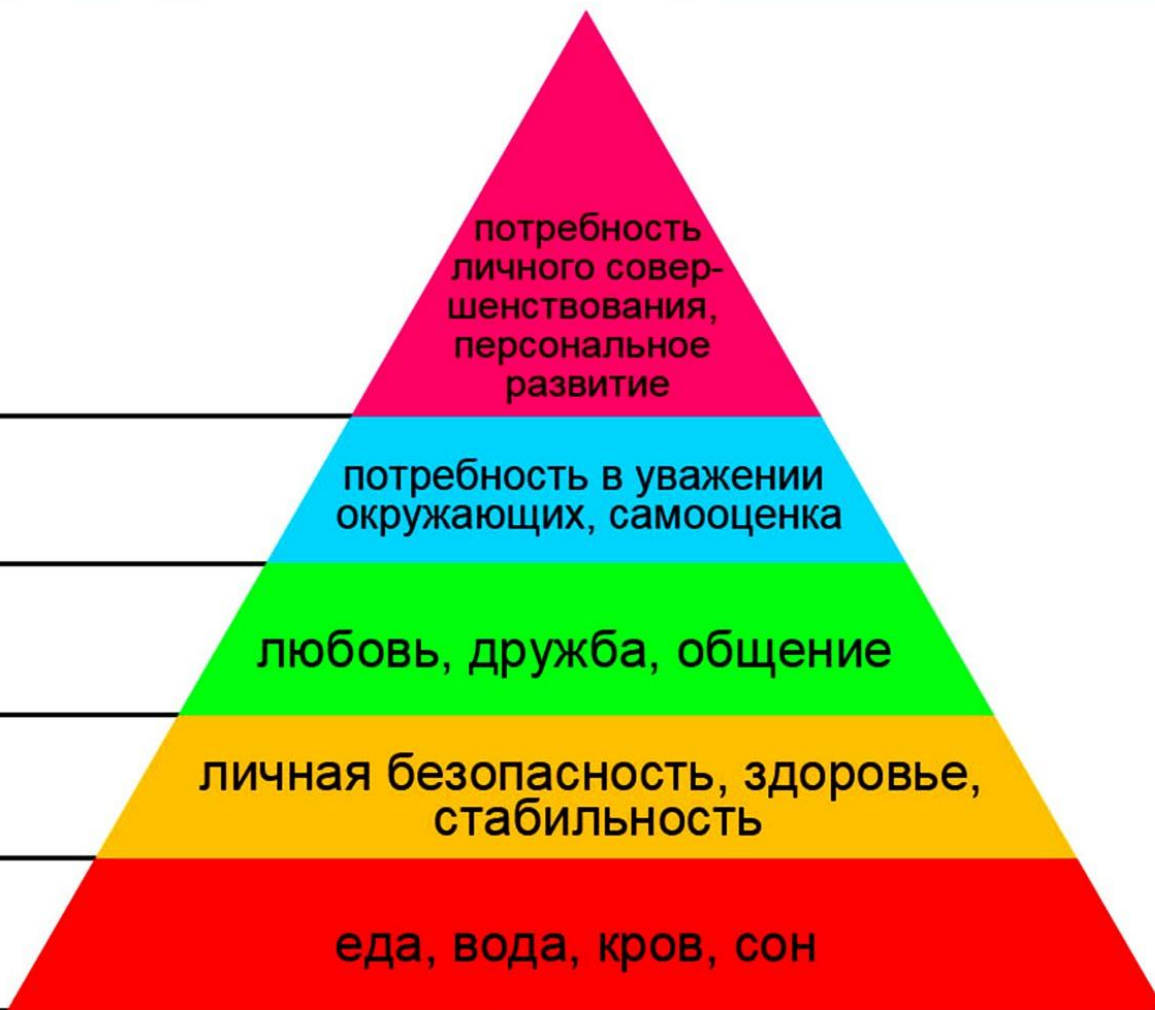 потребность
личного совер-
шенствования,
персональное
развитие
потребность в уважении
окружающих, самооценка
любовь, дружба, общение
личная безопасность, здоровье,
стабильность
еда, вода, кров, сон